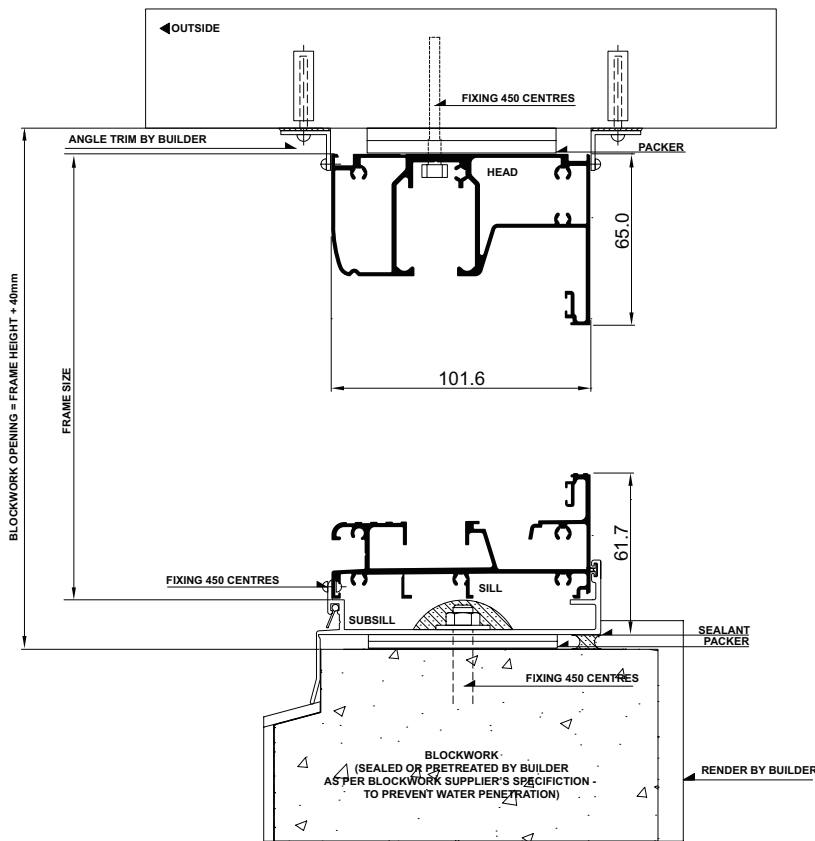 OUTSIDE
FIXING 450 CENTRES
ANGLE TRIM BY BUILDER
PACKER
HEAD
65.0
BLOCKWORK OPENING = FRAME HEIGHT + 40mm
FRAME SIZE
101.6
61.7
FIXING 450 CENTRES
SILL
SUBSILL
SEALANT
PACKER
FIXING 450 CENTRES
BLOCKWORK
(SEALED OR PRETREATED BY BUILDER
AS PER BLOCKWORK SUPPLIER'S SPECIFICTION -
TO PREVENT WATER PENETRATION)
RENDER BY BUILDER